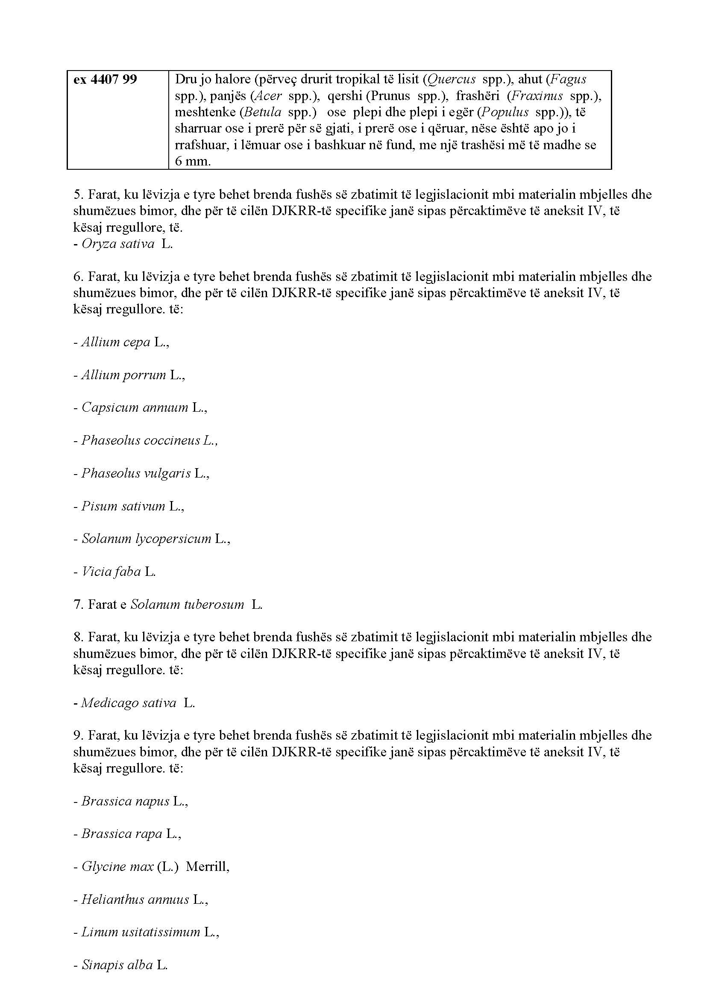 ex 4407 99
Dru jo halore (përveç drurit tropikal të lisit (Quercus spp.), ahut (Fagus
spp.), panjës (Acer spp.), qershi (Prunus spp.), frashëri (Fraxinus spp.),
meshtenke (Betula spp.) ose plepi dhe plepi i egër (Populus spp.)), të
sharruar ose i prerë për së gjati, i prerë ose i qëruar, nëse është apo jo i
rrafshuar, i lëmuar ose i bashkuar në fund, me një trashësi më të madhe se
6 mm.
5. Farat, ku lëvizja e tyre behet brenda fushës së zbatimit të legjislacionit mbi materialin mbjelles dhe
shumëzues bimor, dhe për të cilën DJKRR-të specifike janë sipas përcaktimëve të aneksit IV, të
kësaj rregullore, të.
- Oryza sativa L.
6. Farat, ku lëvizja e tyre behet brenda fushës së zbatimit të legjislacionit mbi materialin mbjelles dhe
shumëzues bimor, dhe për të cilën DJKRR-të specifike janë sipas përcaktimëve të aneksit IV, të
kësaj rregullore. të:
- Allium cepa L.,
- Allium porrum L.,
- Capsicum annuum L.,
- Phaseolus coccineus L.,
- Phaseolus vulgaris L.,
- Pisum sativum L.,
- Solanum lycopersicum L.,
- Vicia faba L.
7. Farat e Solanum tuberosum L.
8. Farat, ku lëvizja e tyre behet brenda fushës së zbatimit të legjislacionit mbi materialin mbjelles dhe
shumëzues bimor, dhe për të cilën DJKRR-të specifike janë sipas përcaktimëve të aneksit IV, të
kësaj rregullore. të:
- Medicago sativa L.
9. Farat, ku lëvizja e tyre behet brenda fushës së zbatimit të legjislacionit mbi materialin mbjelles dhe
shumëzues bimor, dhe për të cilën DJKRR-të specifike janë sipas përcaktimëve të aneksit IV, të
kësaj rregullore. të:
- Brassica napus L.,
- Brassica rapa L.,
- Glycine max (L.) Merrill,
- Helianthus annuus L.,
- Linum usitatissimum L.,
- Sinapis alba L.